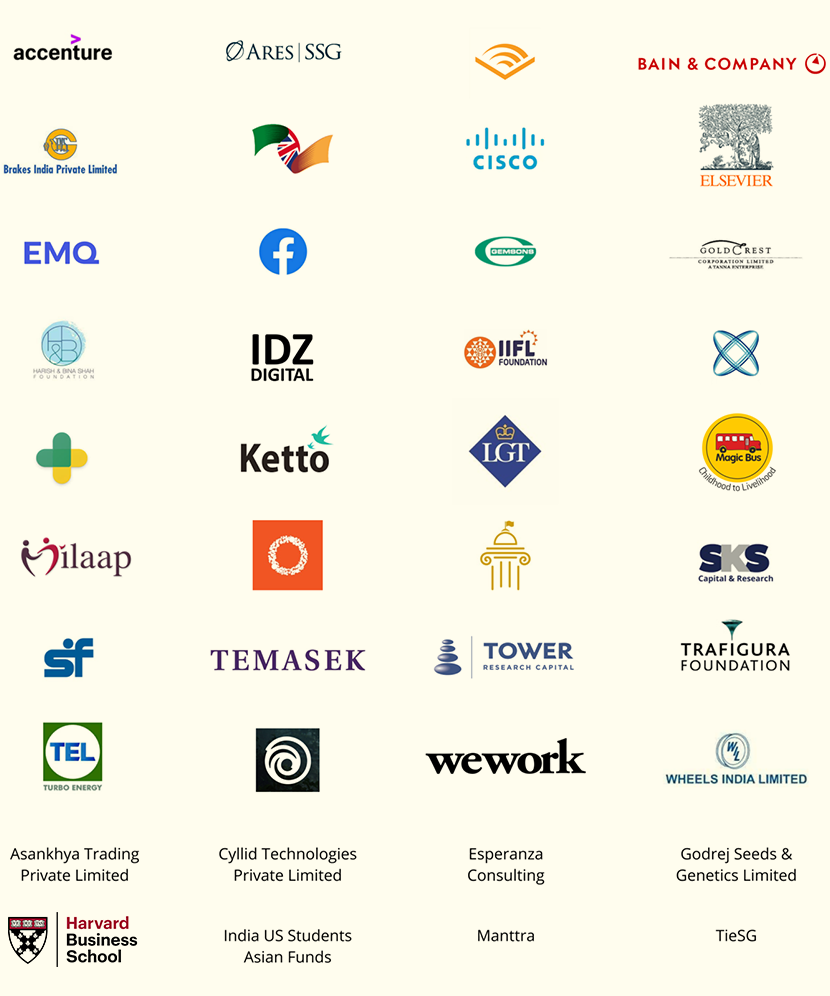 accenture
ARES | SSG
BAIN & COMPANY
Brakes India Private Limited
CISCO
ELSEVIER
EMQ
f
GEMSONS
GOLDCREST
CORPORATION LIMITED
A TANNA ENTERPRISE
H&B
HARISH & BINA SHAH
FOUNDATION
IDZ
DIGITAL
IIFL
FOUNDATION
Ketto
LGT
Magic Bus
Childhood to Livelihood
Milaap
SKS
Capital & Research
sf
TEMASEK
TOWER
RESEARCH CAPITAL
TRAFIGURA
FOUNDATION
TEL
TURBO ENERGY
wework
WIL
WHEELS INDIA LIMITED
Asankhya Trading
Private Limited
Cyllid Technologies
Private Limited
Esperanza
Consulting
Godrej Seeds &
Genetics Limited
Harvard
Business
School
India US Students
Asian Funds
Manttra
TieSG